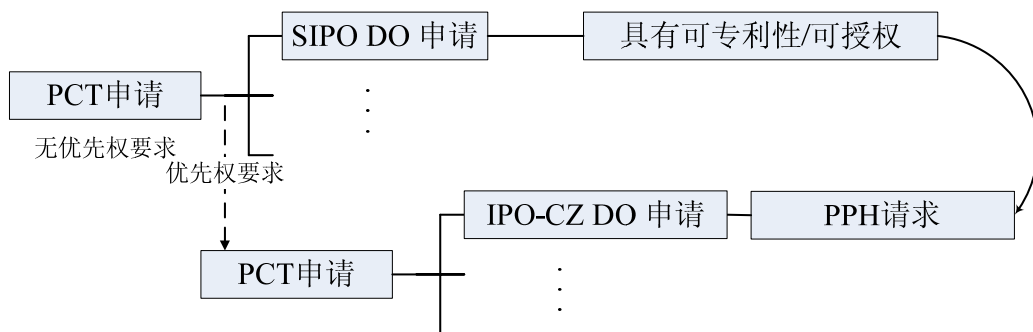 SIPO DO 申请
具有可专利性/可授权
PCT申请
无优先权要求
优先权要求
IPO-CZ DO 申请
PPH请求
PCT申请